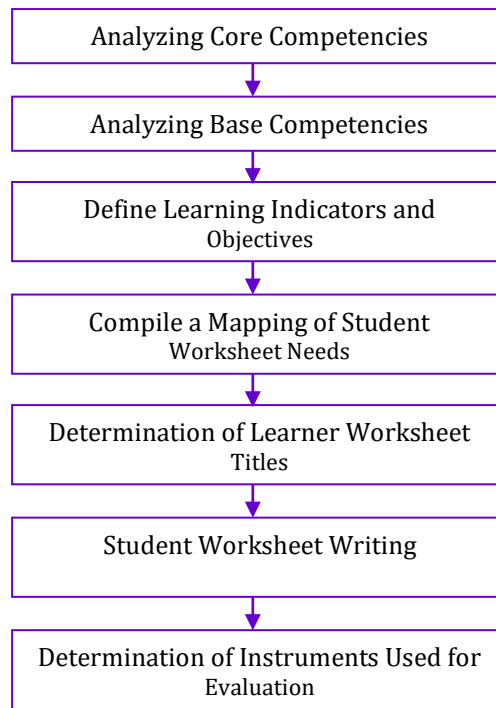 Analyzing Core Competencies
Analyzing Base Competencies
Define Learning Indicators and
Objectives
Compile a Mapping of Student
Worksheet Needs
Determination of Learner Worksheet
Titles
Student Worksheet Writing
Determination of Instruments Used for
Evaluation